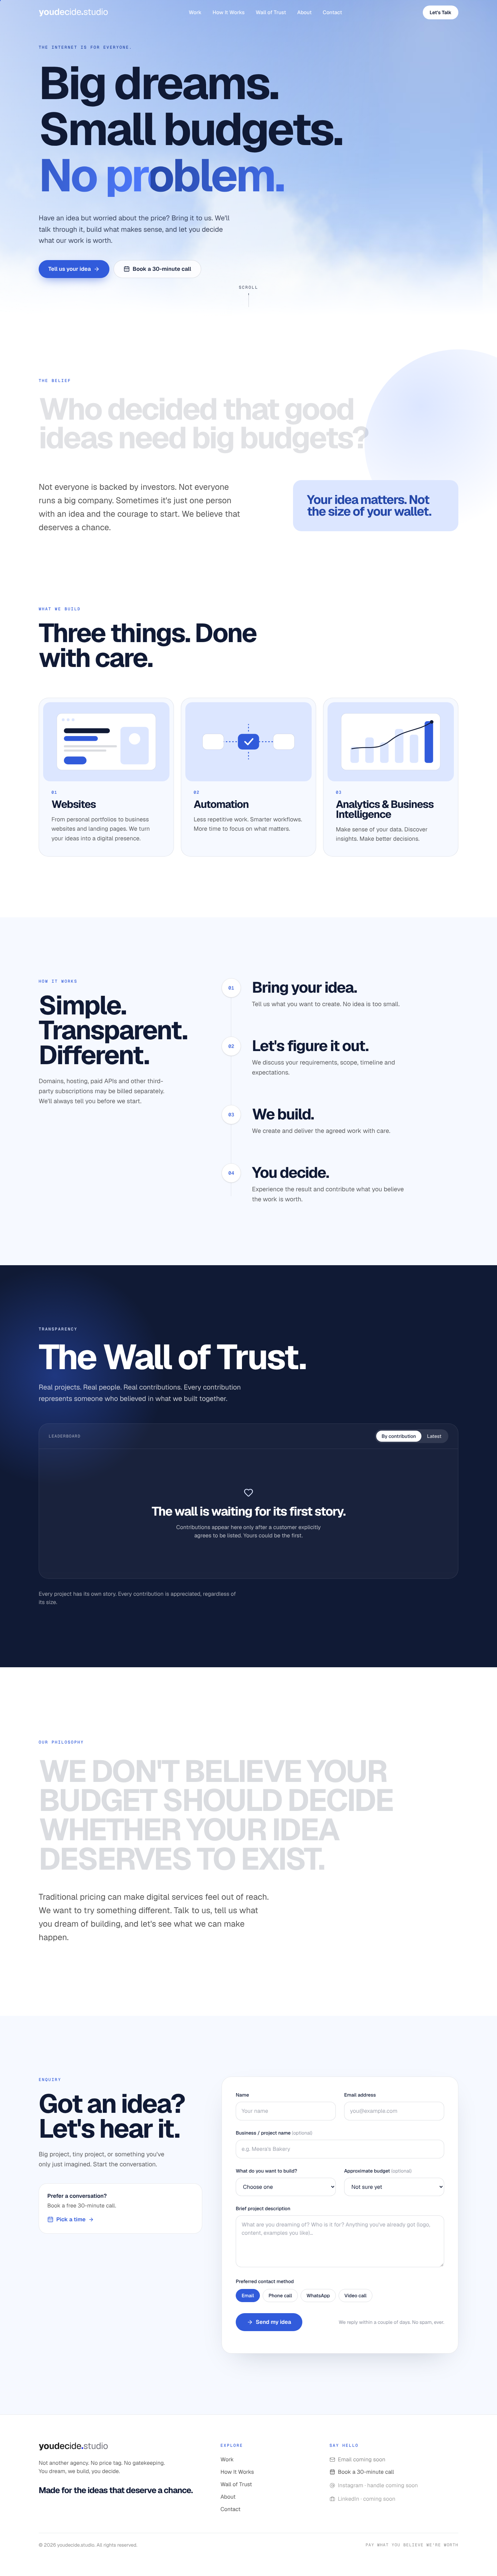 youdecide.studio
Work How It Works Wall of Trust About Contact
Let's Talk
THE INTERNET IS FOR EVERYONE.
Big dreams.
Small budgets.
No problem.
Have an idea but worried about the price? Bring it to us. We'll
talk through it, build what makes sense, and let you decide
what our work is worth.
Tell us your idea →
Book a 30-minute call
SCROLL
THE BELIEF
Who decided that good
ideas need big budgets?
Not everyone is backed by investors. Not everyone
runs a big company. Sometimes it's just one person
with an idea and the courage to start. We believe that
deserves a chance.
Your idea matters. Not
the size of your wallet.
WHAT WE BUILD
Three things. Done
with care.
01
Websites
From personal portfolios to business
websites and landing pages. We turn
your ideas into a digital presence.
02
Automation
Less repetitive work. Smarter workflows.
More time to focus on what matters.
03
Analytics & Business
Intelligence
Make sense of your data. Discover
insights. Make better decisions.
HOW IT WORKS
Simple.
Transparent.
Different.
Domains, hosting, paid APIs and other third-
party subscriptions may be billed separately.
We'll always tell you before we start.
01
Bring your idea.
Tell us what you want to create. No idea is too small.
02
Let's figure it out.
We discuss your requirements, scope, timeline and
expectations.
03
We build.
We create and deliver the agreed work with care.
04
You decide.
Experience the result and contribute what you believe
the work is worth.
TRANSPARENCY
The Wall of Trust.
Real projects. Real people. Real contributions. Every contribution
represents someone who believed in what we built together.
LEADERBOARD
By contribution Latest
The wall is waiting for its first story.
Contributions appear here only after a customer explicitly
agrees to be listed. Yours could be the first.
Every project has its own story. Every contribution is appreciated, regardless of
its size.
OUR PHILOSOPHY
WE DON'T BELIEVE YOUR
BUDGET SHOULD DECIDE
WHETHER YOUR IDEA
DESERVES TO EXIST.
Traditional pricing can make digital services feel out of reach.
We want to try something different. Talk to us, tell us what
you dream of building, and let's see what we can make
happen.
ENQUIRY
Got an idea?
Let's hear it.
Big project, tiny project, or something you've
only just imagined. Start the conversation.
Prefer a conversation?
Book a free 30-minute call.
Pick a time →
Name
Your name
Email address
you@example.com
Business / project name (optional)
e.g. Meera's Bakery
What do you want to build?
Choose one
Approximate budget (optional)
Not sure yet
Brief project description
What are you dreaming of? Who is it for? Anything you've already got (logo,
content, examples you like)...
Preferred contact method
Email Phone call WhatsApp Video call
→ Send my idea
We reply within a couple of days. No spam, ever.
youdecide.studio
Not another agency. No price tag. No gatekeeping.
You dream, we build, you decide.
Made for the ideas that deserve a chance.
EXPLORE
Work
How It Works
Wall of Trust
About
Contact
SAY HELLO
Email coming soon
Book a 30-minute call
Instagram · handle coming soon
LinkedIn · coming soon
© 2026 youdecide.studio. All rights reserved.
PAY WHAT YOU BELIEVE WE'RE WORTH